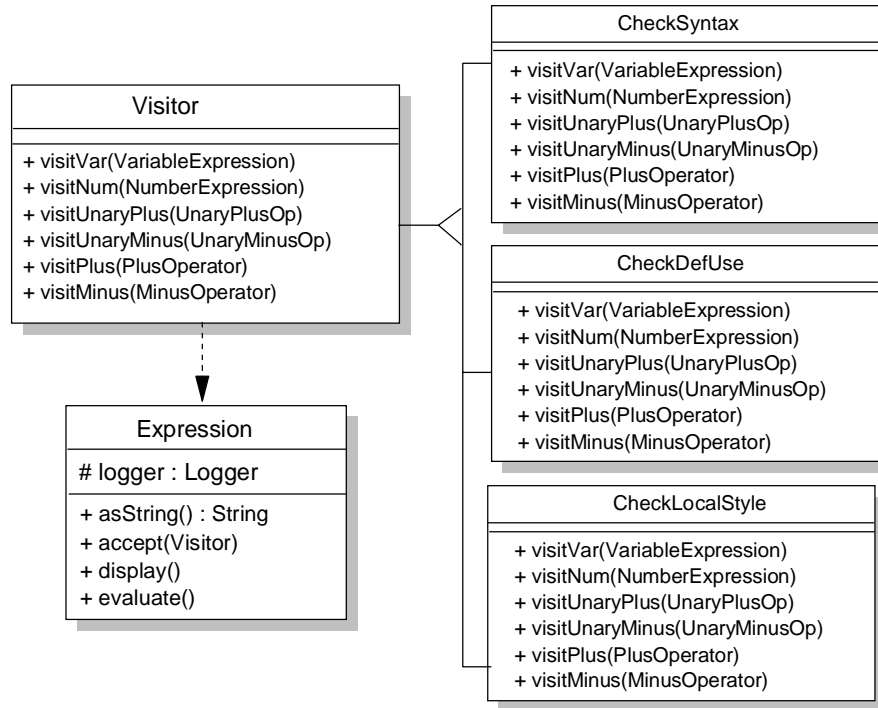 Visitor
+ visitVar(VariableExpression)
+ visitNum(NumberExpression)
+ visitUnaryPlus(UnaryPlusOp)
+ visitUnaryMinus(UnaryMinusOp)
+ visitPlus(PlusOperator)
+ visitMinus(MinusOperator)
Expression
# logger : Logger
+ asString() : String
+ accept(Visitor)
+ display()
+ evaluate()
CheckSyntax
+ visitVar(VariableExpression)
+ visitNum(NumberExpression)
+ visitUnaryPlus(UnaryPlusOp)
+ visitUnaryMinus(UnaryMinusOp)
+ visitPlus(PlusOperator)
+ visitMinus(MinusOperator)
CheckDefUse
+ visitVar(VariableExpression)
+ visitNum(NumberExpression)
+ visitUnaryPlus(UnaryPlusOp)
+ visitUnaryMinus(UnaryMinusOp)
+ visitPlus(PlusOperator)
+ visitMinus(MinusOperator)
CheckLocalStyle
+ visitVar(VariableExpression)
+ visitNum(NumberExpression)
+ visitUnaryPlus(UnaryPlusOp)
+ visitUnaryMinus(UnaryMinusOp)
+ visitPlus(PlusOperator)
+ visitMinus(MinusOperator)